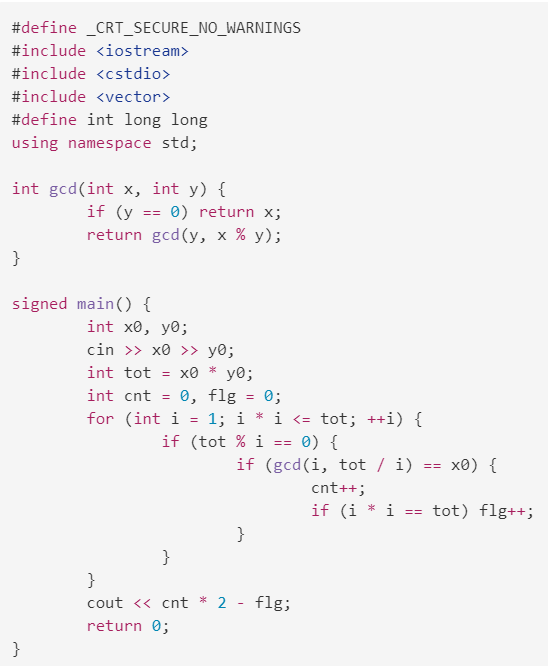 #define _CRT_SECURE_NO_WARNINGS
#include <iostream>
#include <cstdio>
#include <vector>
#define int long long
using namespace std;

int gcd(int x, int y) {
        if (y == 0) return x;
        return gcd(y, x % y);
}

signed main() {
        int x0, y0;
        cin >> x0 >> y0;
        int tot = x0 * y0;
        int cnt = 0, flg = 0;
        for (int i = 1; i * i <= tot; ++i) {
                if (tot % i == 0) {
                        if (gcd(i, tot / i) == x0) {
                                cnt++;
                                if (i * i == tot) flg++;
                        }
                }
        }
        cout << cnt * 2 - flg;
        return 0;
}